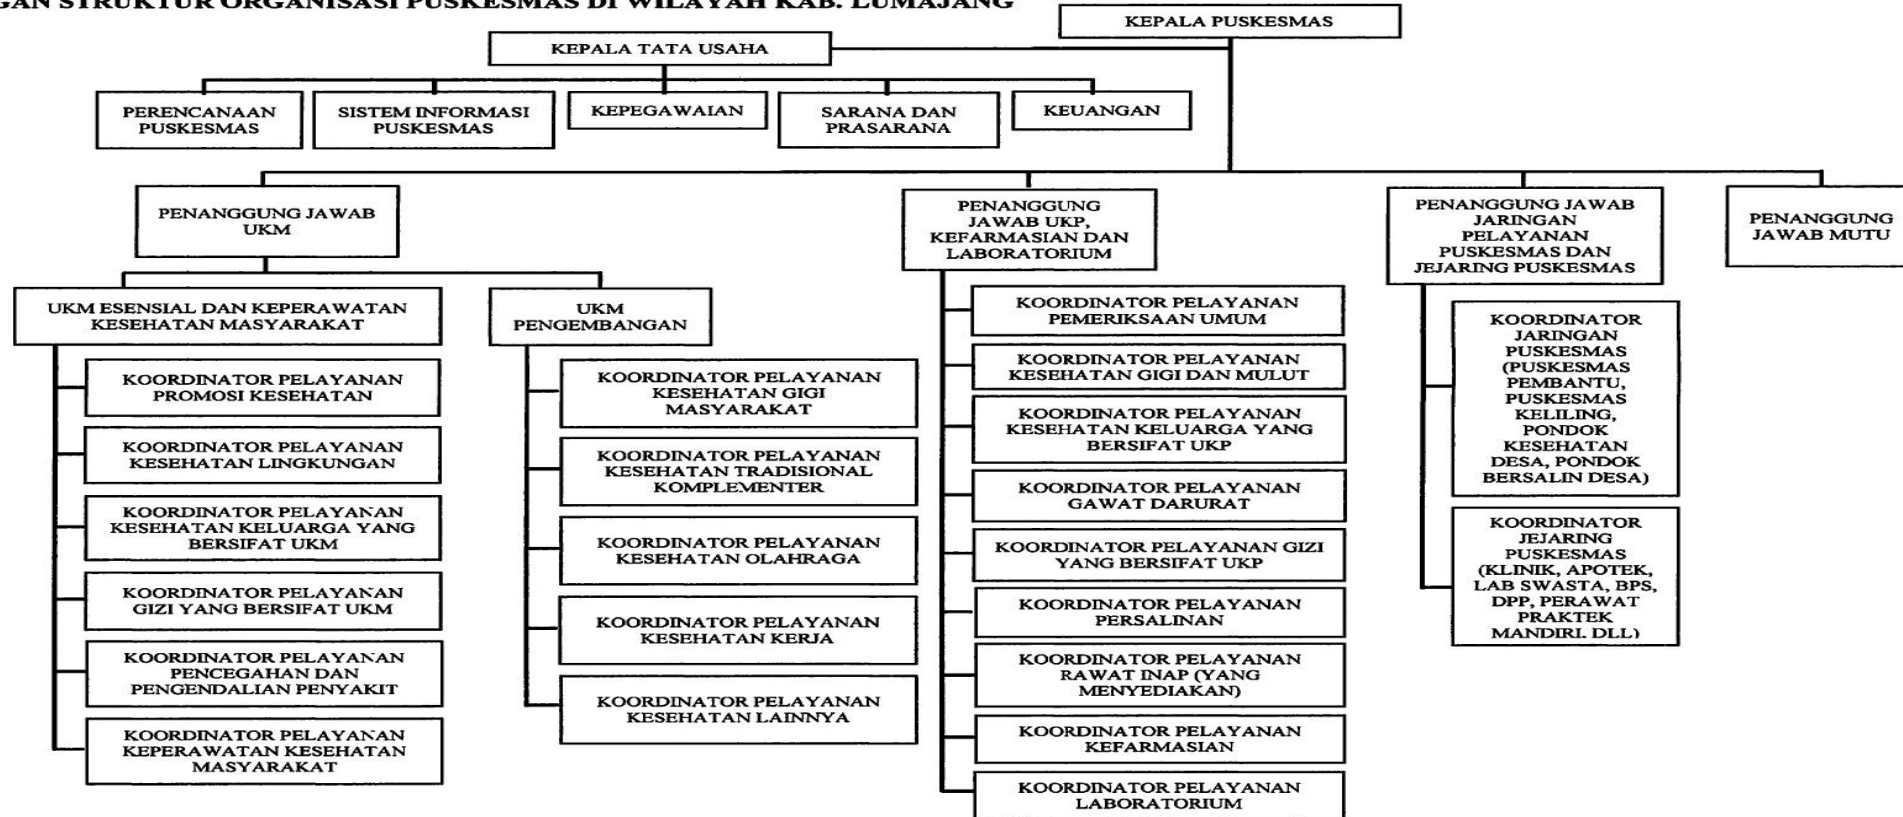 STRUKTUR ORGANISASI PUSKESMAS DI WILAYAH KAB. LUMAJANG
KEPALA PUSKESMAS
KEPALA TATA USAHA
PERENCANAAN
PUSKESMAS
SISTEM INFORMASI
PUSKESMAS
KEPEGAWAIAN
SARANA DAN
PRASARANA
KEUANGAN
PENANGGUNG JAWAB
UKM
PENANGGUNG
JAWAB UKP,
KEFARMASIAN DAN
LABORATORIUM
PENANGGUNG JAWAB
JARINGAN
PELAYANAN
PUSKESMAS DAN
JEJARING PUSKESMAS
PENANGGUNG
JAWAB MUTU
UKM ESENSIAL DAN KEPERAWATAN
KESEHATAN MASYARAKAT
KOORDINATOR PELAYANAN
PROMOSI KESEHATAN
KOORDINATOR PELAYANAN
KESEHATAN LINGKUNGAN
KOORDINATOR PELAYANAN
KESEHATAN KELUARGA YANG
BERSIFAT UKM
KOORDINATOR PELAYANAN
GIZI YANG BERSIFAT UKM
KOORDINATOR PELAYANAN
PENCEGAHAN DAN
PENGENDALIAN PENYAKIT
KOORDINATOR PELAYANAN
KEPERAWATAN KESEHATAN
MASYARAKAT
UKM
PENGEMBANGAN
KOORDINATOR PELAYANAN
KESEHATAN GIGI
MASYARAKAT
KOORDINATOR PELAYANAN
KESEHATAN TRADISIONAL
KOMPLEMENTER
KOORDINATOR PELAYANAN
KESEHATAN OLAHRAGA
KOORDINATOR PELAYANAN
KESEHATAN KERJA
KOORDINATOR PELAYANAN
KESEHATAN LAINNYA
KOORDINATOR PELAYANAN
PEMERIKSAAN UMUM
KOORDINATOR PELAYANAN
KESEHATAN GIGI DAN MULUT
KOORDINATOR PELAYANAN
KESEHATAN KELUARGA YANG
BERSIFAT UKP
KOORDINATOR PELAYANAN
GAWAT DARURAT
KOORDINATOR PELAYANAN GIZI
YANG BERSIFAT UKP
KOORDINATOR PELAYANAN
PERSALINAN
KOORDINATOR PELAYANAN
RAWAT INAP (YANG
MENYEDIAKAN)
KOORDINATOR PELAYANAN
KEFARMASIAN
KOORDINATOR PELAYANAN
LABORATORIUM
KOORDINATOR
JARINGAN
PUSKESMAS
(PUSKESMAS
PEMBANTU,
PUSKESMAS
KELILING,
PONDOK
KESEHATAN
DESA, PONDOK
BERSALIN DESA)
KOORDINATOR
JEJARING
PUSKESMAS
(KLINIK, APOTEK,
LAB SWASTA, BPS,
DPP, PERAWAT
PRAKTEK
MANDIRI, DLL)